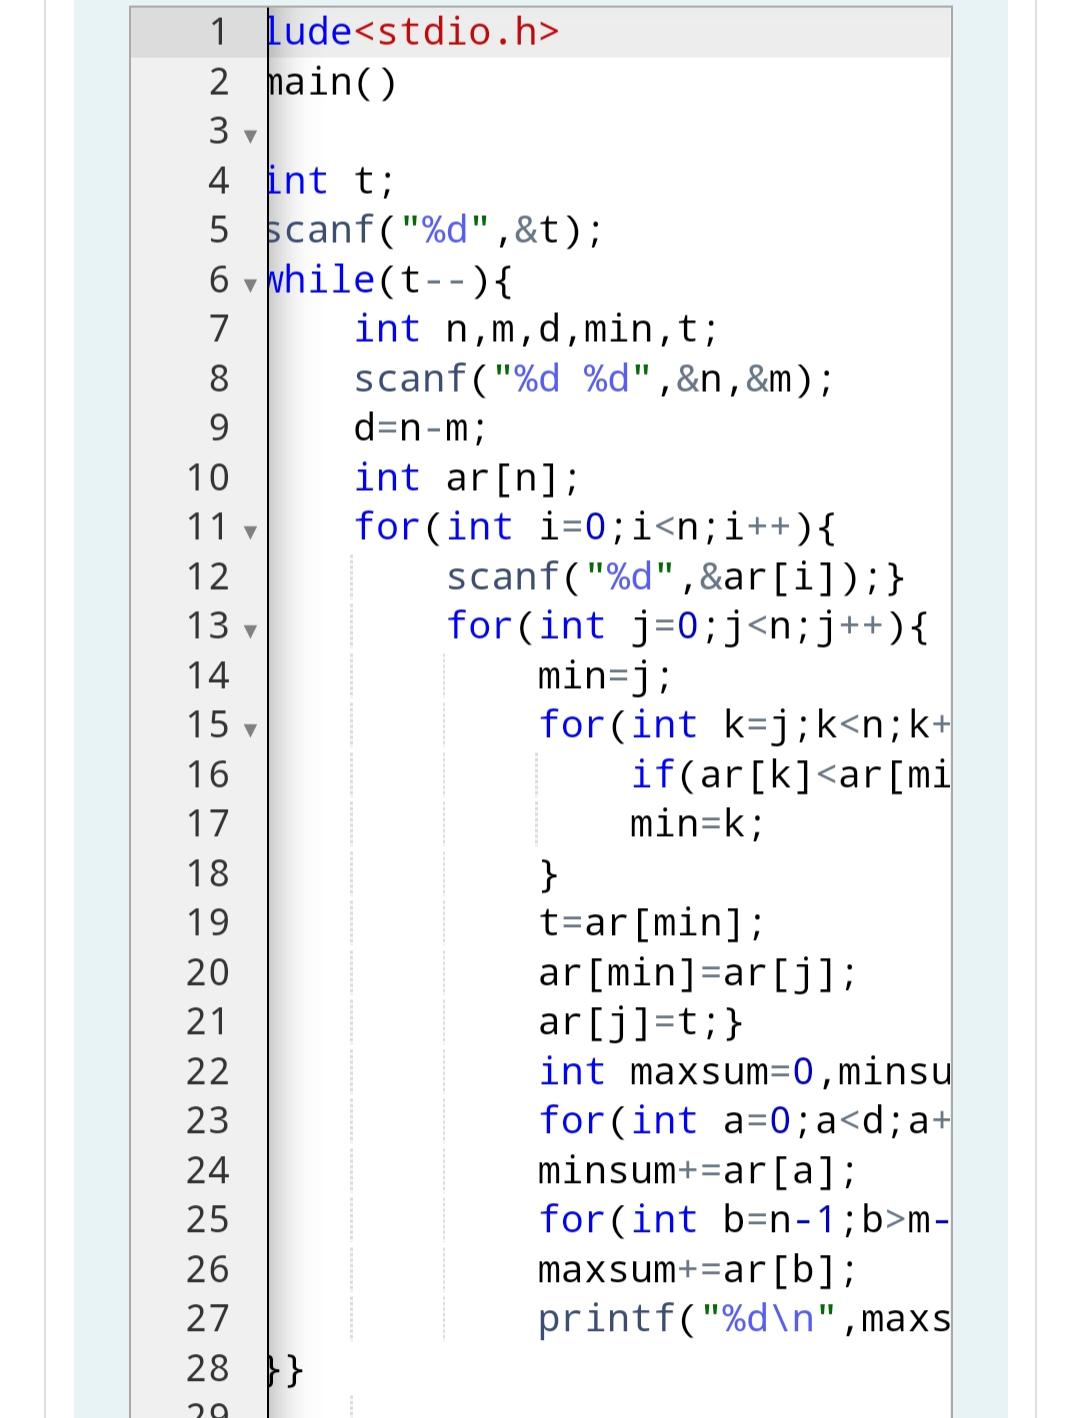 1 lude<stdio.h>
2 main()
3
4 int t;
5 scanf("%d",&t);
6 while(t--){
7 int n,m,d,min,t;
8 scanf("%d %d",&n,&m);
9 d=n-m;
10 int ar[n];
11 for(int i=0;i<n;i++){
12 scanf("%d",&ar[i]);}
13 for(int j=0;j<n;j++){
14 min=j;
15 for(int k=j;k<n;k+
16 if(ar[k]<ar[mi
17 min=k;
18 }
19 t=ar[min];
20 ar[min]=ar[j];
21 ar[j]=t;}
22 int maxsum=0,minsu
23 for(int a=0;a<d;a+
24 minsum+=ar[a];
25 for(int b=n-1;b>m-
26 maxsum+=ar[b];
27 printf("%d\n",maxs
28 }}
29